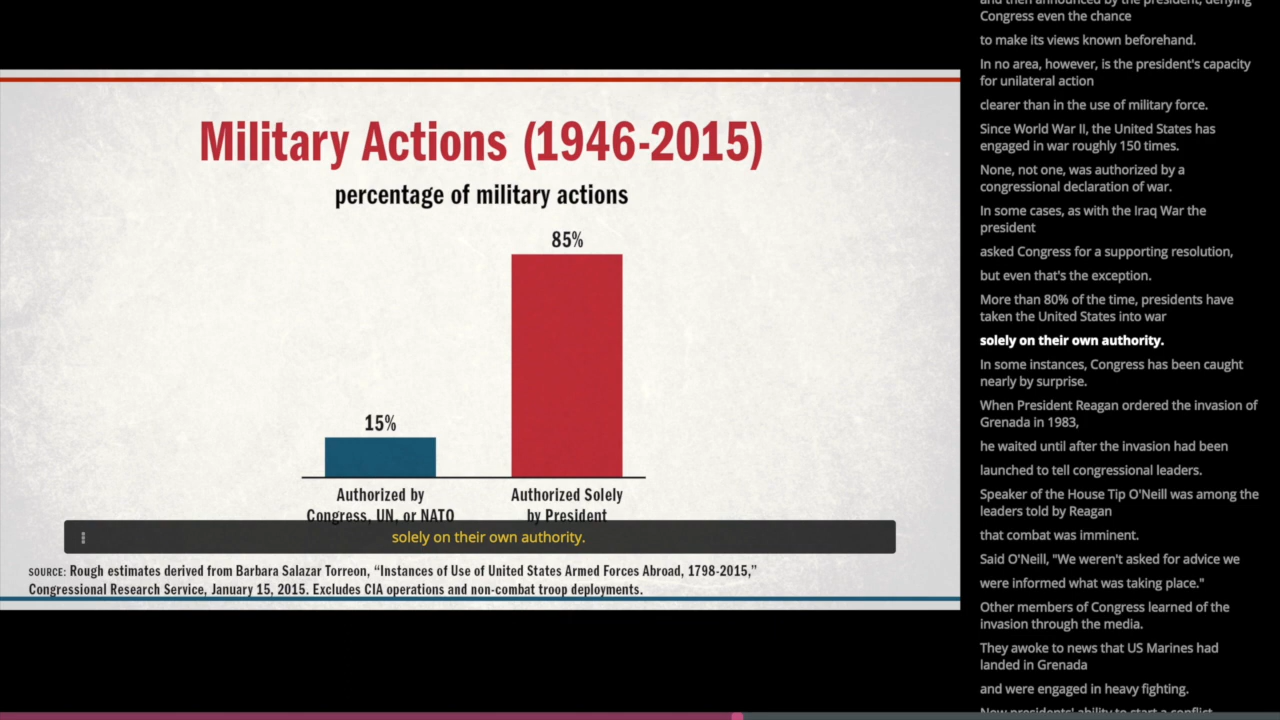 Military Actions (1946-2015)
percentage of military actions
85%
15%
Authorized by
Congress, UN, or NATO
Authorized Solely
by President
solely on their own authority.
SOURCE: Rough estimates derived from Barbara Salazar Torreon, “Instances of Use of United States Armed Forces Abroad, 1798-2015,”
Congressional Research Service, January 15, 2015. Excludes CIA operations and non-combat troop deployments.
and then announced by the president, denying
Congress even the chance
to make its views known beforehand.
In no area, however, is the president's capacity
for unilateral action
clearer than in the use of military force.
Since World War II, the United States has
engaged in war roughly 150 times.
None, not one, was authorized by a
congressional declaration of war.
In some cases, as with the Iraq War the
president
asked Congress for a supporting resolution,
but even that's the exception.
More than 80% of the time, presidents have
taken the United States into war
solely on their own authority.
In some instances, Congress has been caught
nearly by surprise.
When President Reagan ordered the invasion of
Grenada in 1983,
he waited until after the invasion had been
launched to tell congressional leaders.
Speaker of the House Tip O'Neill was among the
leaders told by Reagan
that combat was imminent.
Said O'Neill, "We weren't asked for advice we
were informed what was taking place."
Other members of Congress learned of the
invasion through the media.
They awoke to news that US Marines had
landed in Grenada
and were engaged in heavy fighting.
Now presidents' ability to start a conflict